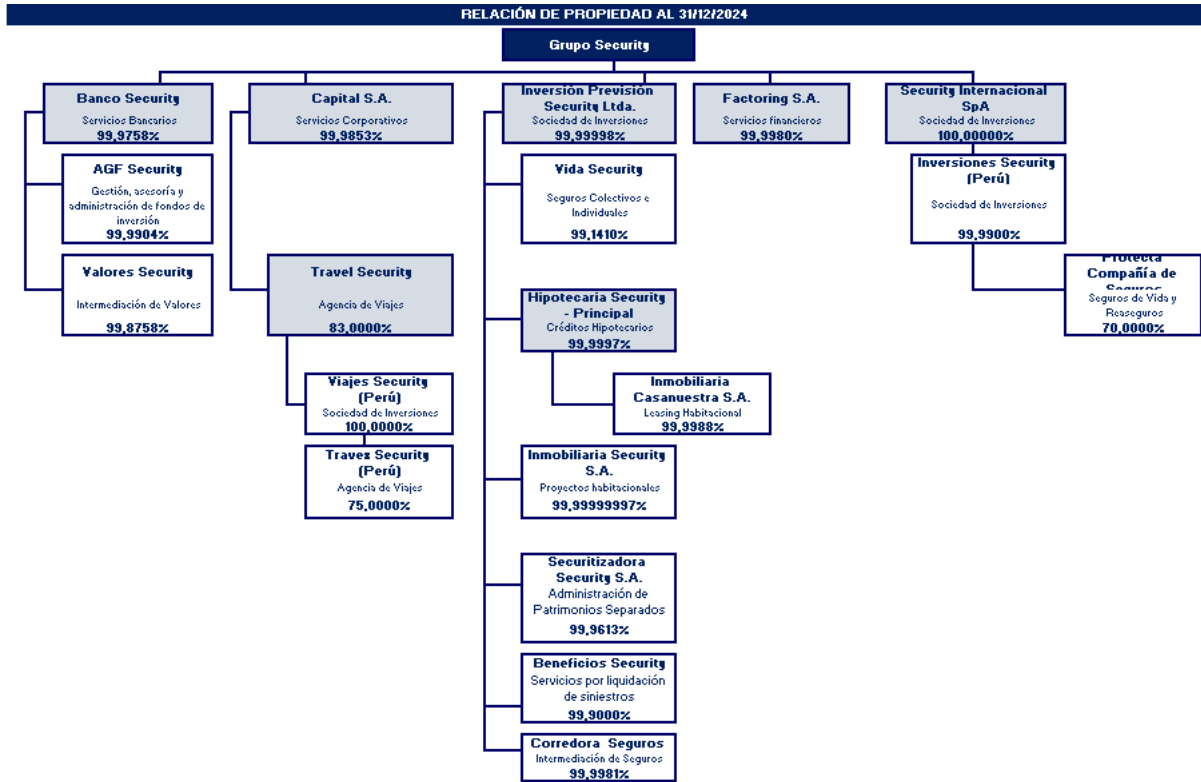 RELACIÓN DE PROPIEDAD AL 31/12/2024
Grupo Security
Banco Security
Servicios Bancarios
99,9758%
Capital S.A.
Servicios Corporativos
99,9853%
Inversión Previsión
Security Ltda.
Sociedad de Inversiones
99,99998%
Factoring S.A.
Servicios financieros
99,9980%
Security Internacional
SpA
Sociedad de Inversiones
100,00000%
AGF Security
Gestión, asesoría y
administración de fondos de
inversión
99,9904%
Vida Security
Seguros Colectivos e
Individuales
99,1410%
Inversiones Security
(Perú)
Sociedad de Inversiones
99,9900%
Valores Security
Intermediación de Valores
99,8758%
Travel Security
Agencia de Viajes
83,0000%
Protecta
Compañía de
Seguros
Seguros de Vida y
Reaseguros
70,0000%
Hipotecaria Security
- Principal
Créditos Hipotecarios
99,9997%
Viajes Security
(Perú)
Sociedad de Inversiones
100,0000%
Inmobiliaria
Casanuestra S.A.
Leasing Habitacional
99,9988%
Travex Security
(Perú)
Agencia de Viajes
75,0000%
Inmobiliaria Security
S.A.
Proyectos habitacionales
99,99999997%
Securitizadora
Security S.A.
Administración de
Patrimonios Separados
99,9613%
Beneficios Security
Servicios por liquidación
de siniestros
99,9000%
Corredora Seguros
Intermediación de Seguros
99,9981%